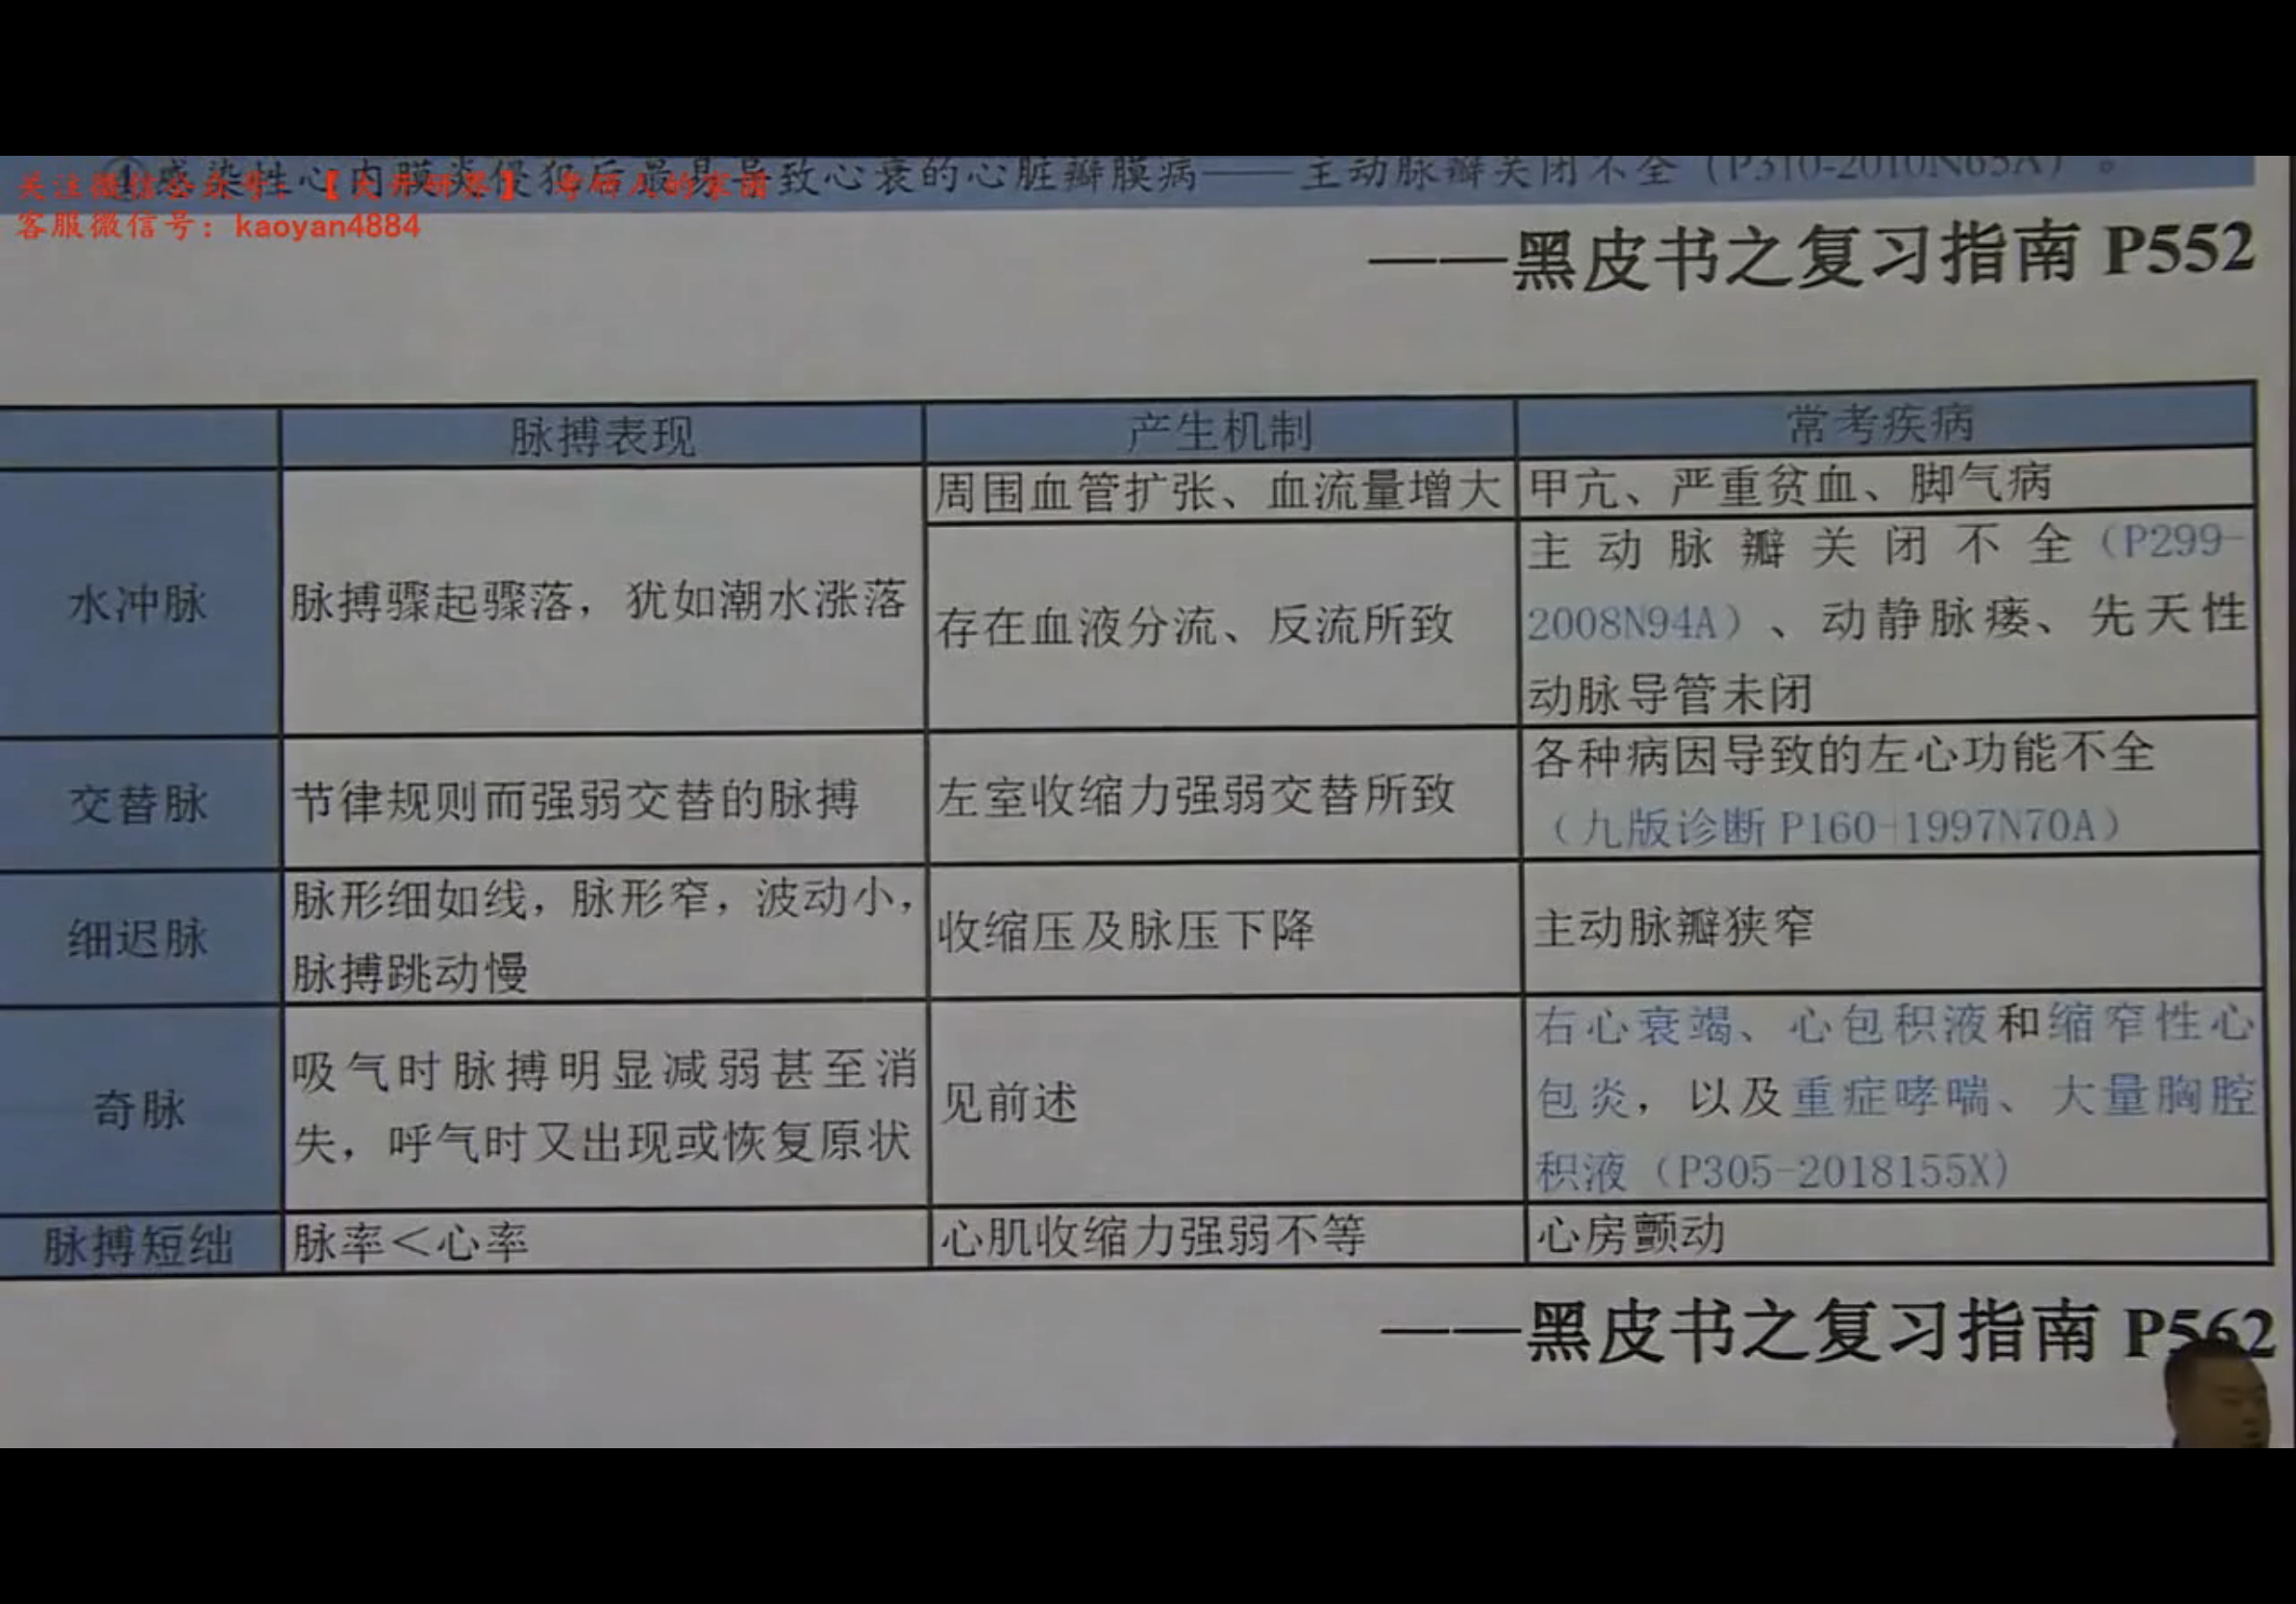 ④感染性心内膜炎侵犯后最易导致心衰的心脏瓣膜病——主动脉瓣关闭不全（P310-2010N65A）。
关注微信公众号：
客服微信号：kaoyan4884
——黑皮书之复习指南 P552
脉搏表现 产生机制 常考疾病
水冲脉
脉搏骤起骤落，犹如潮水涨落
周围血管扩张、血流量增大
甲亢、严重贫血、脚气病
存在血液分流、反流所致
主动脉瓣关闭不全（P299-
2008N94A）、动静脉瘘、先天性
动脉导管未闭
交替脉
节律规则而强弱交替的脉搏
左室收缩力强弱交替所致
各种病因导致的左心功能不全
（九版诊断 P160-1997N70A）
细迟脉
脉形细如线，脉形窄，波动小，
脉搏跳动慢
收缩压及脉压下降
主动脉瓣狭窄
奇脉
吸气时脉搏明显减弱甚至消
失，呼气时又出现或恢复原状
见前述
右心衰竭、心包积液和缩窄性心
包炎，以及重症哮喘、大量胸腔
积液（P305-2018155X）
脉搏短绌
脉率＜心率
心肌收缩力强弱不等
心房颤动
——黑皮书之复习指南 P562